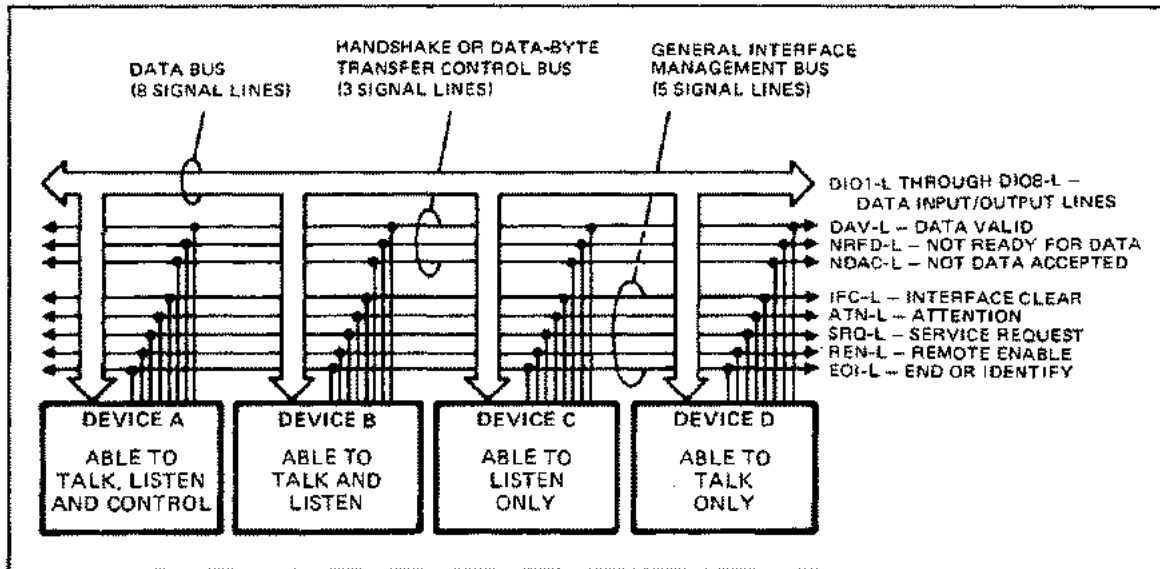 DATA BUS
(8 SIGNAL LINES)
HANDSHAKE OR DATA-BYTE
TRANSFER CONTROL BUS
(3 SIGNAL LINES)
GENERAL INTERFACE
MANAGEMENT BUS
(5 SIGNAL LINES)
DIO1-L THROUGH DIO8-L –
DATA INPUT/OUTPUT LINES
DAV-L – DATA VALID
NRFD-L – NOT READY FOR DATA
NDAC-L – NOT DATA ACCEPTED
IFC-L – INTERFACE CLEAR
ATN-L – ATTENTION
SRQ-L – SERVICE REQUEST
REN-L – REMOTE ENABLE
EOI-L – END OR IDENTIFY
DEVICE A
ABLE TO
TALK, LISTEN
AND CONTROL
DEVICE B
ABLE TO
TALK AND
LISTEN
DEVICE C
ABLE TO
LISTEN
ONLY
DEVICE D
ABLE TO
TALK
ONLY